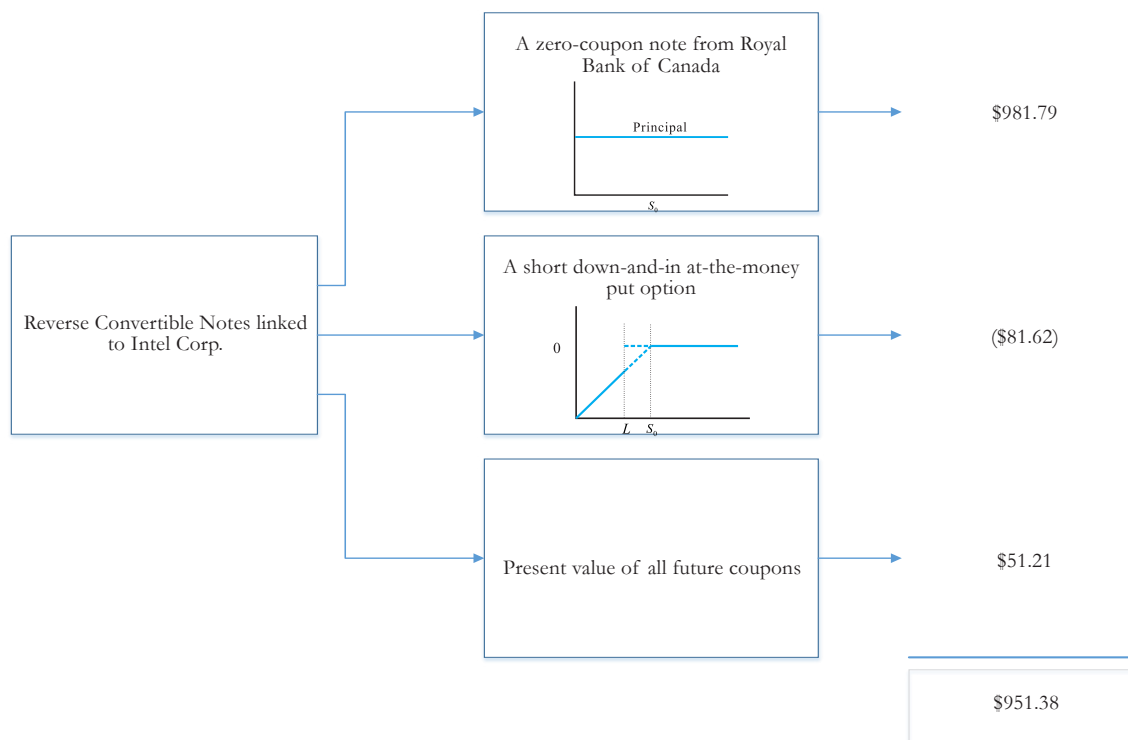 A zero-coupon note from Royal
Bank of Canada
Principal
S₀
$981.79
Reverse Convertible Notes linked
to Intel Corp.
A short down-and-in at-the-money
put option
0
L S₀
($81.62)
Present value of all future coupons
$51.21
$951.38